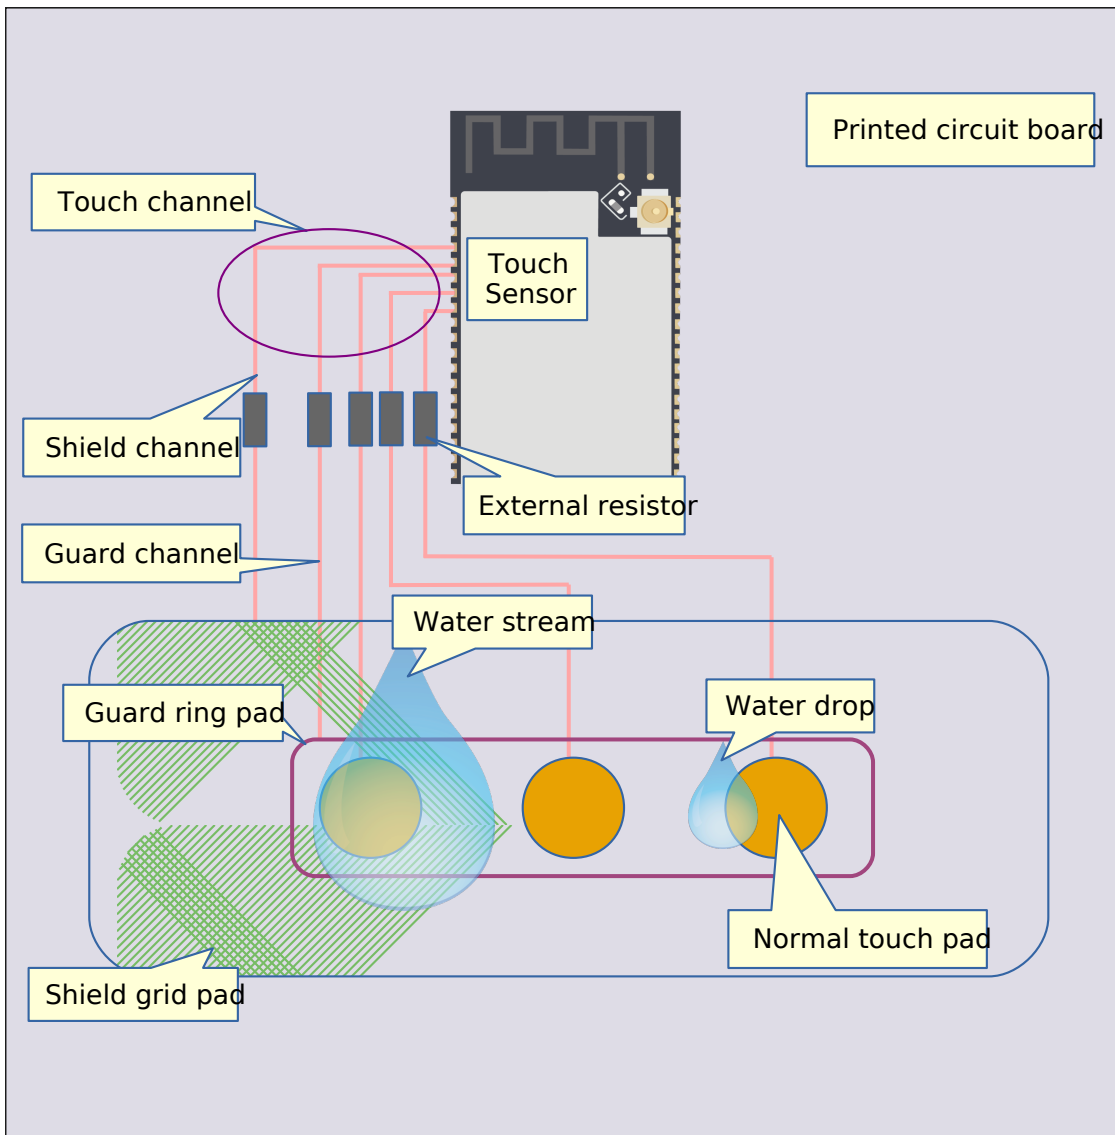 Printed circuit board
Touch channel
Touch
Sensor
Shield channel
External resistor
Guard channel
Water stream
Guard ring pad
Water drop
Normal touch pad
Shield grid pad